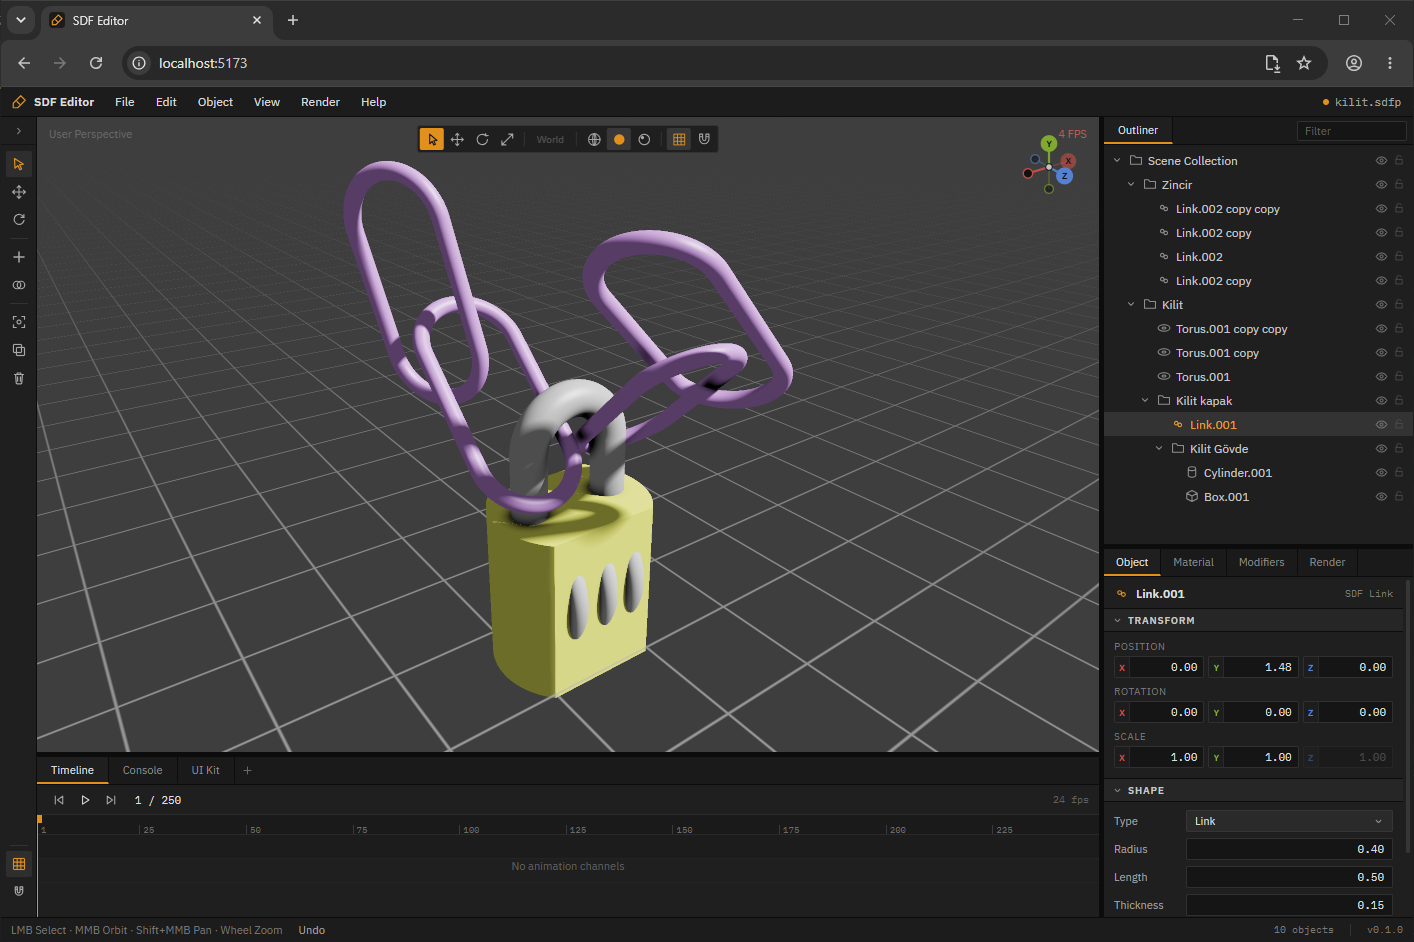 SDF Editor
localhost:5173
SDF Editor File Edit Object View Render Help
kilit.sdfp
User Perspective
World
4 FPS
Y
X
Z
Outliner
Filter
Scene Collection
Zincir
Link.002 copy copy
Link.002 copy
Link.002
Link.002 copy
Kilit
Torus.001 copy copy
Torus.001 copy
Torus.001
Kilit kapak
Link.001
Kilit Gövde
Cylinder.001
Box.001
Object Material Modifiers Render
Link.001 SDF Link
TRANSFORM
POSITION
X 0.00 Y 1.48 Z 0.00
ROTATION
X 0.00 Y 0.00 Z 0.00
SCALE
X 1.00 Y 1.00 Z 1.00
SHAPE
Type Link
Radius 0.40
Length 0.50
Thickness 0.15
Timeline Console UI Kit
1 / 250
24 fps
1 25 50 75 100 125 150 175 200 225
No animation channels
LMB Select · MMB Orbit · Shift+MMB Pan · Wheel Zoom Undo
10 objects v0.1.0